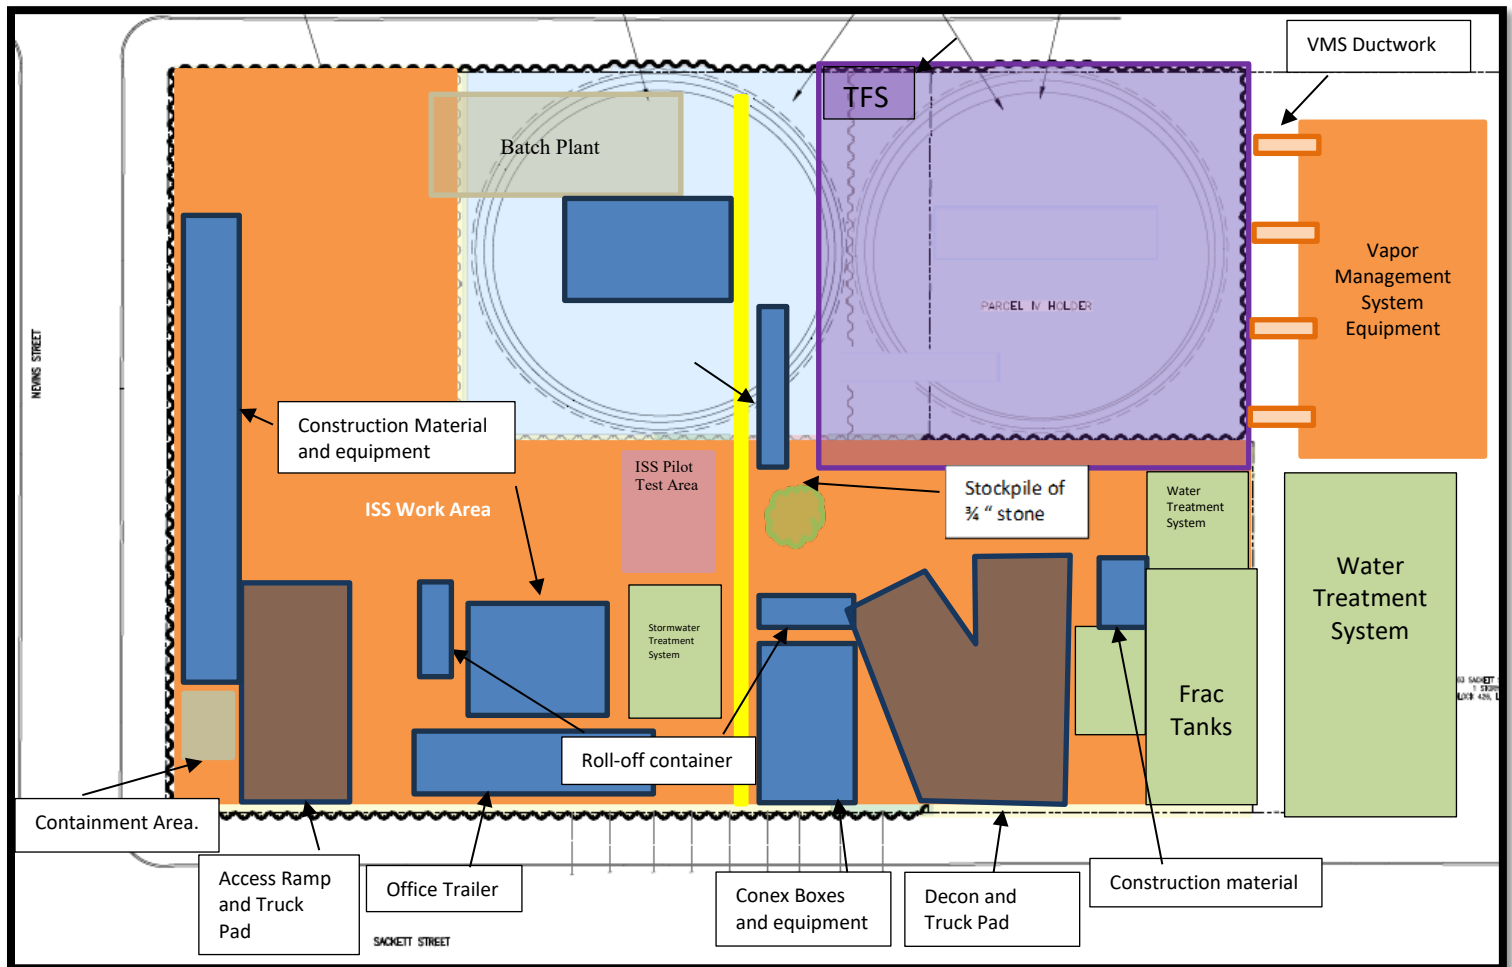 VMS Ductwork
TFS
Batch Plant
Vapor
Management
System
Equipment
PARCEL IV HOLDER
NEVINS STREET
Construction Material
and equipment
ISS Pilot
Test Area
ISS Work Area
Stockpile of
¾ “ stone
Water
Treatment
System
Water
Treatment
System
Stormwater
Treatment
System
Frac
Tanks
Roll-off container
Containment Area.
Access Ramp
and Truck
Pad
Office Trailer
Conex Boxes
and equipment
Decon and
Truck Pad
Construction material
SACKETT STREET